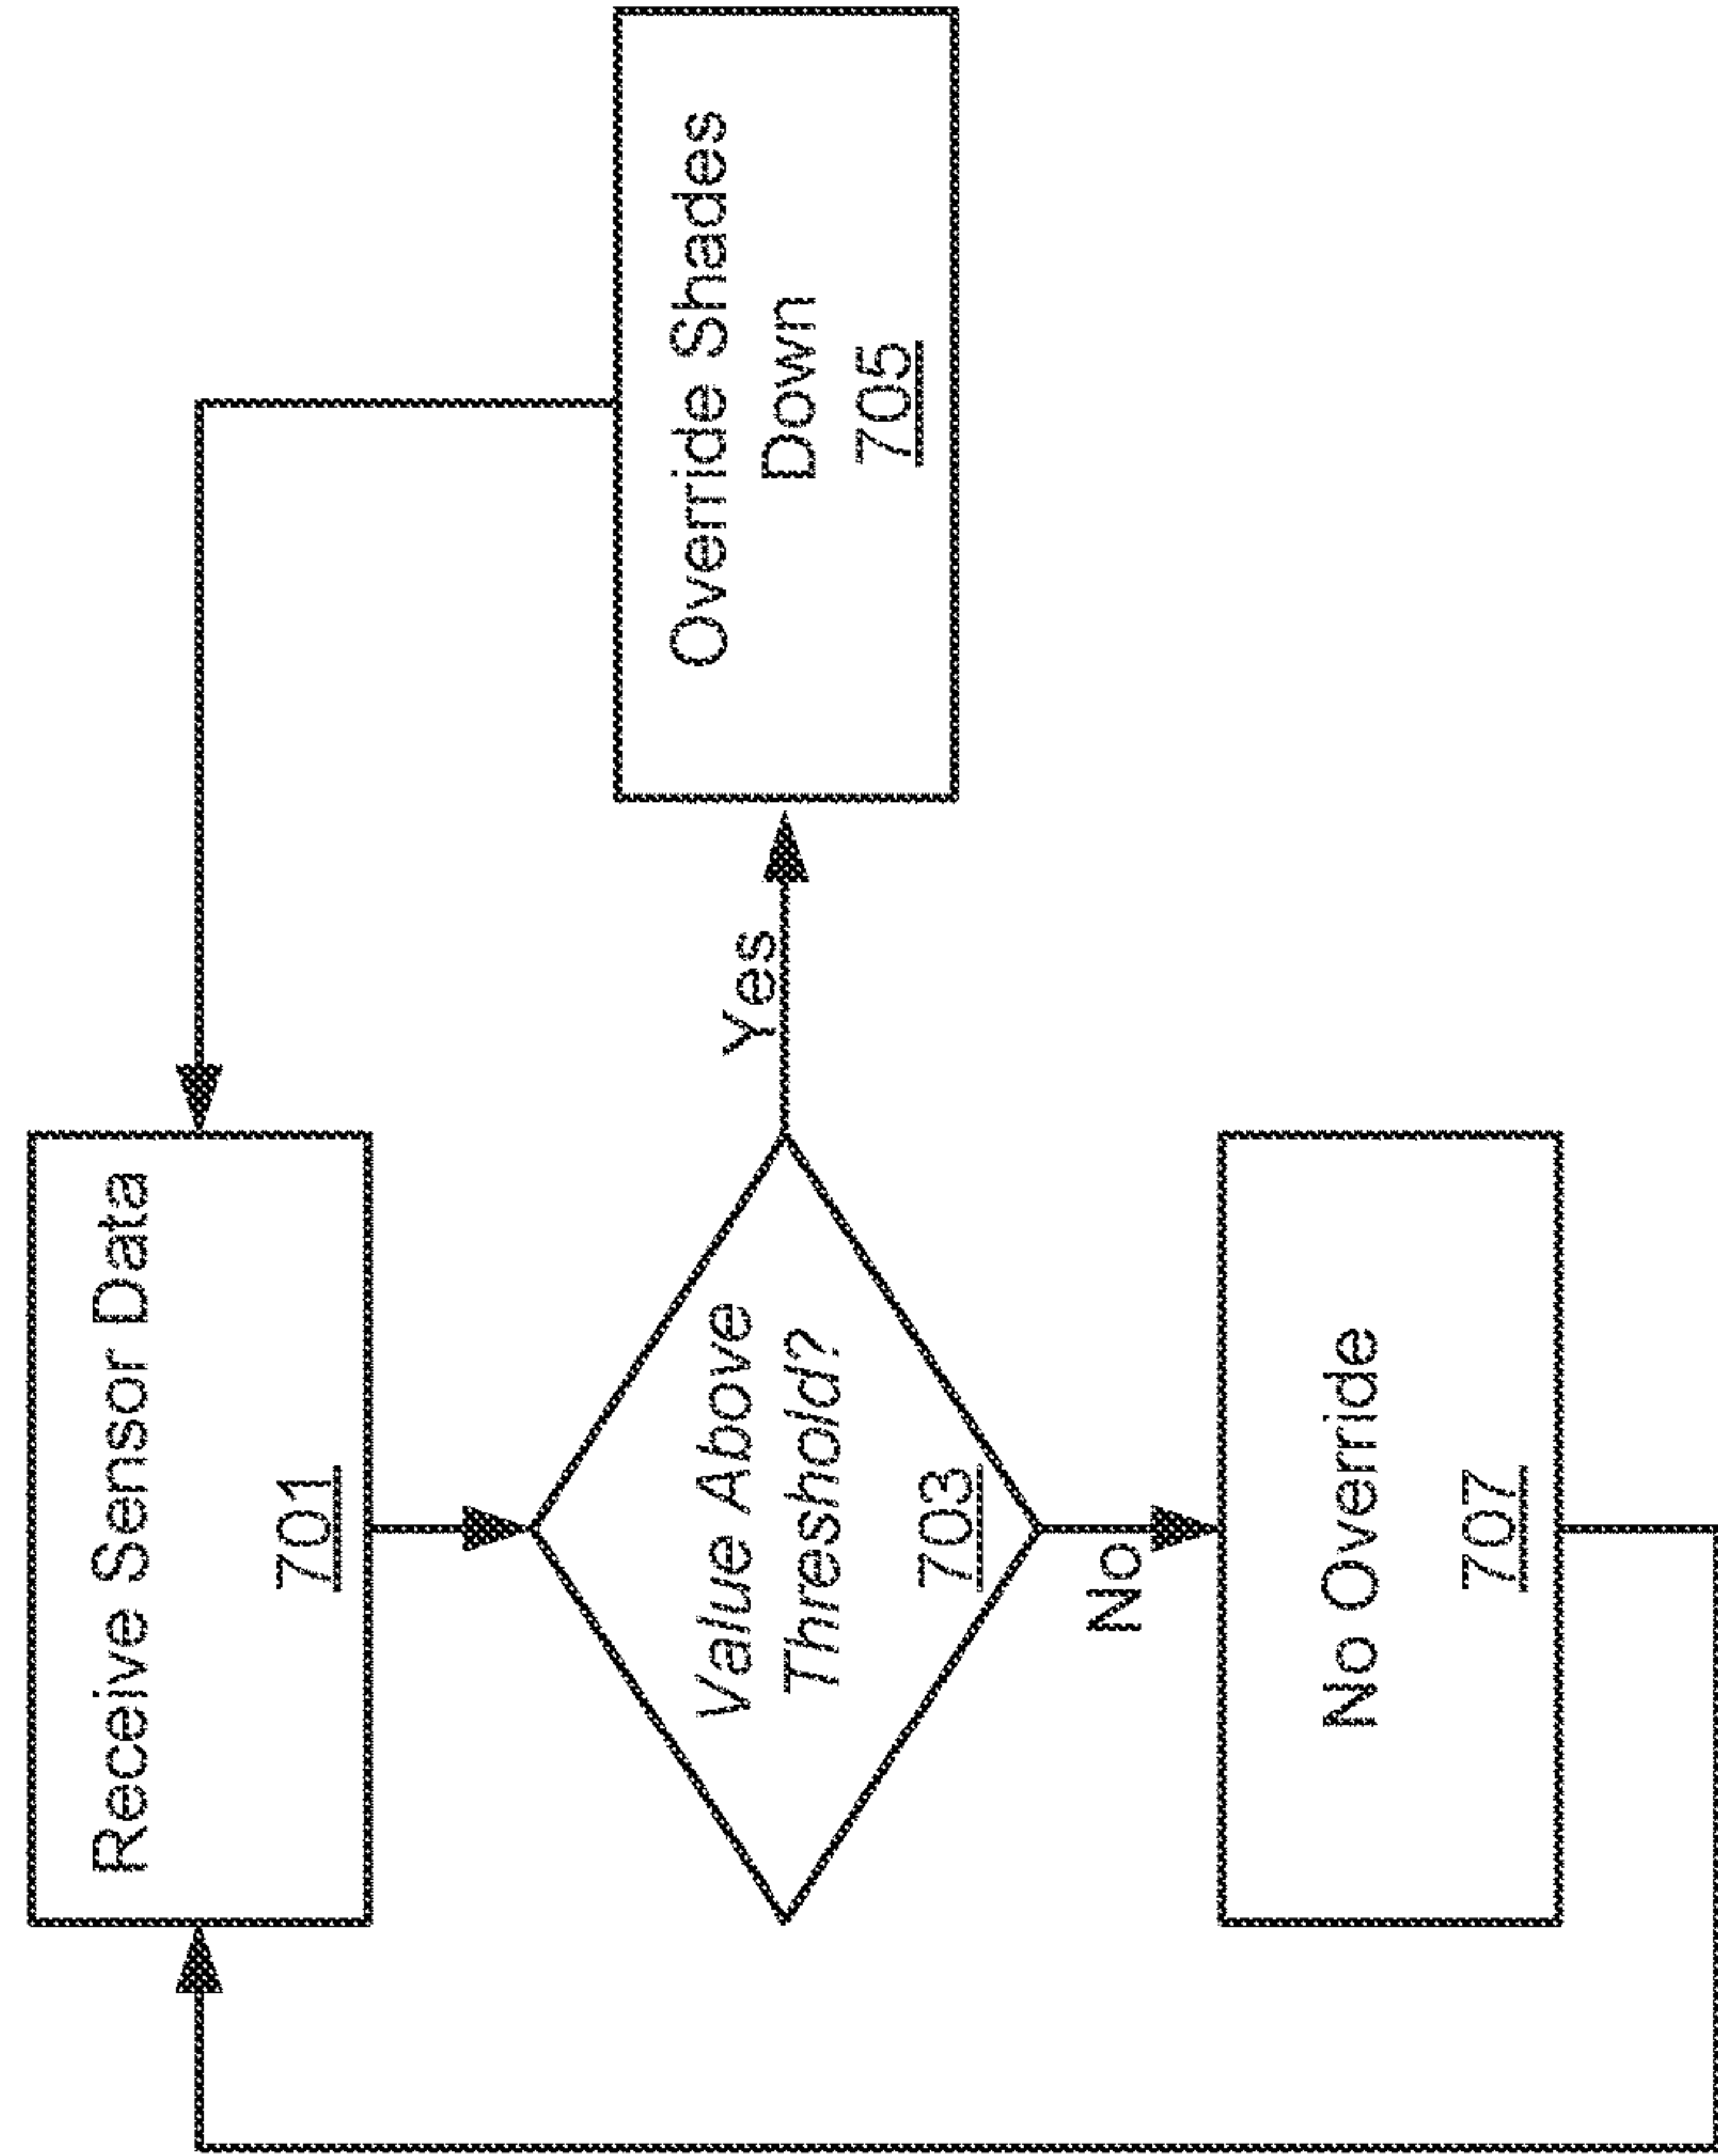 Receive Sensor Data
701
Value Above
Threshold?
703
Yes
Override Shades
Down
705
No
No Override
707